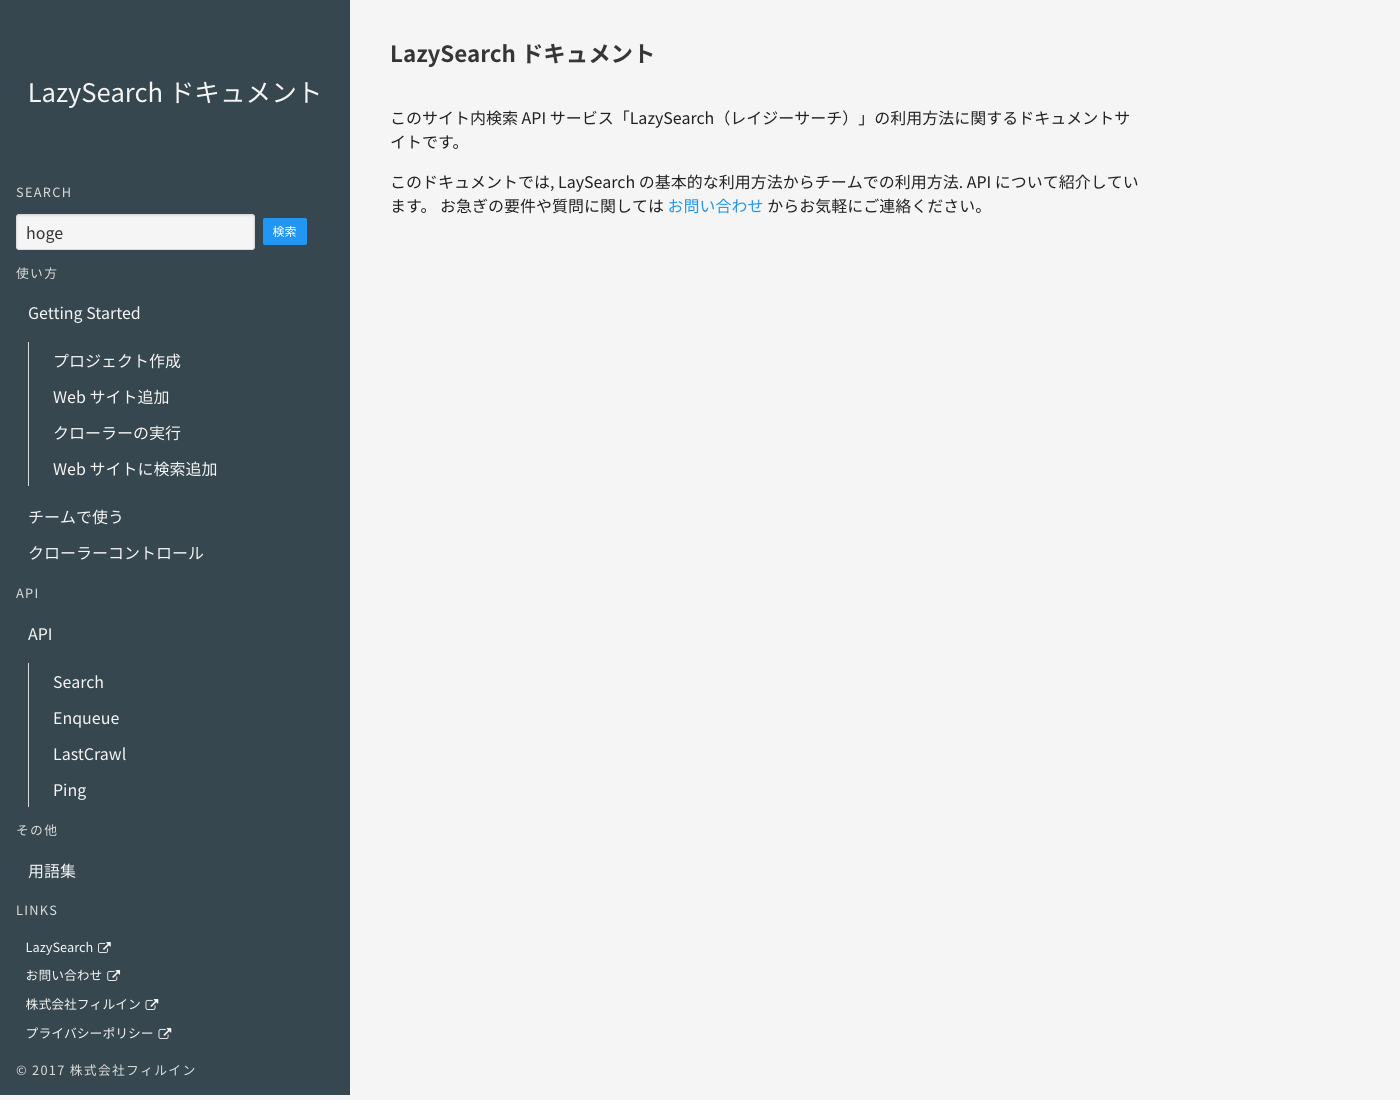 LazySearch ドキュメント
SEARCH
hoge
検索
使い方
Getting Started
プロジェクト作成
Web サイト追加
クローラーの実行
Web サイトに検索追加
チームで使う
クローラーコントロール
API
API
Search
Enqueue
LastCrawl
Ping
その他
用語集
LINKS
LazySearch
お問い合わせ
株式会社フィルイン
プライバシーポリシー
© 2017 株式会社フィルイン
LazySearch ドキュメント
このサイト内検索 API サービス「LazySearch（レイジーサーチ）」の利用方法に関するドキュメントサ
イトです。
このドキュメントでは, LaySearch の基本的な利用方法からチームでの利用方法. API について紹介してい
ます。 お急ぎの要件や質問に関しては お問い合わせ からお気軽にご連絡ください。